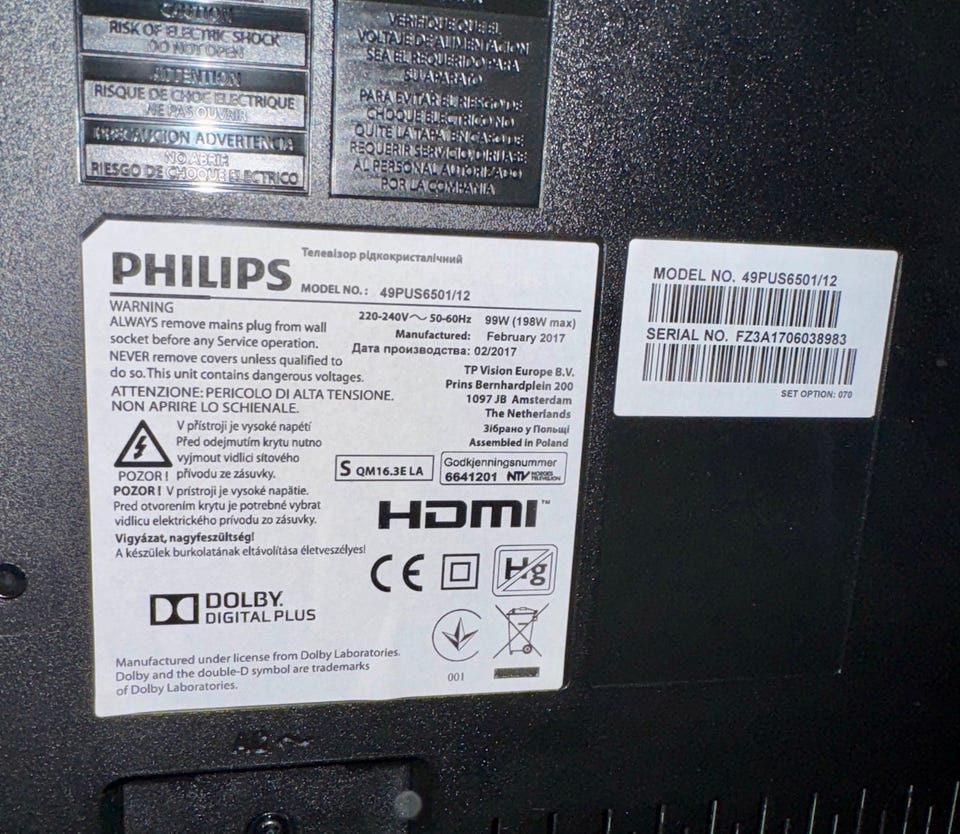 CAUTION
RISK OF ELECTRIC SHOCK
DO NOT OPEN
ATTENTION
RISQUE DE CHOC ELECTRIQUE
NE PAS OUVRIR
PRECAUCION ADVERTENCIA
NO ABRIR
RIESGO DE CHOQUE ELECTRICO
VERIFIQUE QUE EL
VOLTAJE DE ALIMENTACION
SEA EL REQUERIDO PARA
SU APARATO
PARA EVITAR EL RIESGO DE
CHOQUE ELECTRICO NO
QUITE LA TAPA. EN CASO DE
REQUERIR SERVICIO, DIRIJASE
AL PERSONAL AUTORIZADO
POR LA COMPANIA
PHILIPS
Телевізор рідкокристалічний
MODEL NO.: 49PUS6501/12
WARNING
ALWAYS remove mains plug from wall
socket before any Service operation.
NEVER remove covers unless qualified to
do so. This unit contains dangerous voltages.
ATTENZIONE: PERICOLO DI ALTA TENSIONE.
NON APRIRE LO SCHIENALE.
220-240V~ 50-60Hz 99W (198W max)
Manufactured: February 2017
Дата производства: 02/2017
TP Vision Europe B.V.
Prins Bernhardplein 200
1097 JB Amsterdam
The Netherlands
Зібрано у Польщі
Assembled in Poland
V přístroji je vysoké napětí
Před odejmutím krytu nutno
vyjmout vidlici síťového
POZOR! přívodu ze zásuvky.
POZOR! V prístroji je vysoké napätie.
Pred otvorením krytu je potrebné vybrat
vidlicu elektrického prívodu zo zásuvky.
Vigyázat, nagyfeszültség!
A készülek burkolatának eltávolítása életveszélyes!
S QM16.3E LA
Godkjenningsnummer
6641201 NTV NORGES TELEVISJON
HDMI™
CE
Hg
DOLBY.
DIGITAL PLUS
Manufactured under license from Dolby Laboratories.
Dolby and the double-D symbol are trademarks
of Dolby Laboratories.
001
MODEL NO. 49PUS6501/12
SERIAL NO. FZ3A1706038983
SET OPTION: 070
AC ~